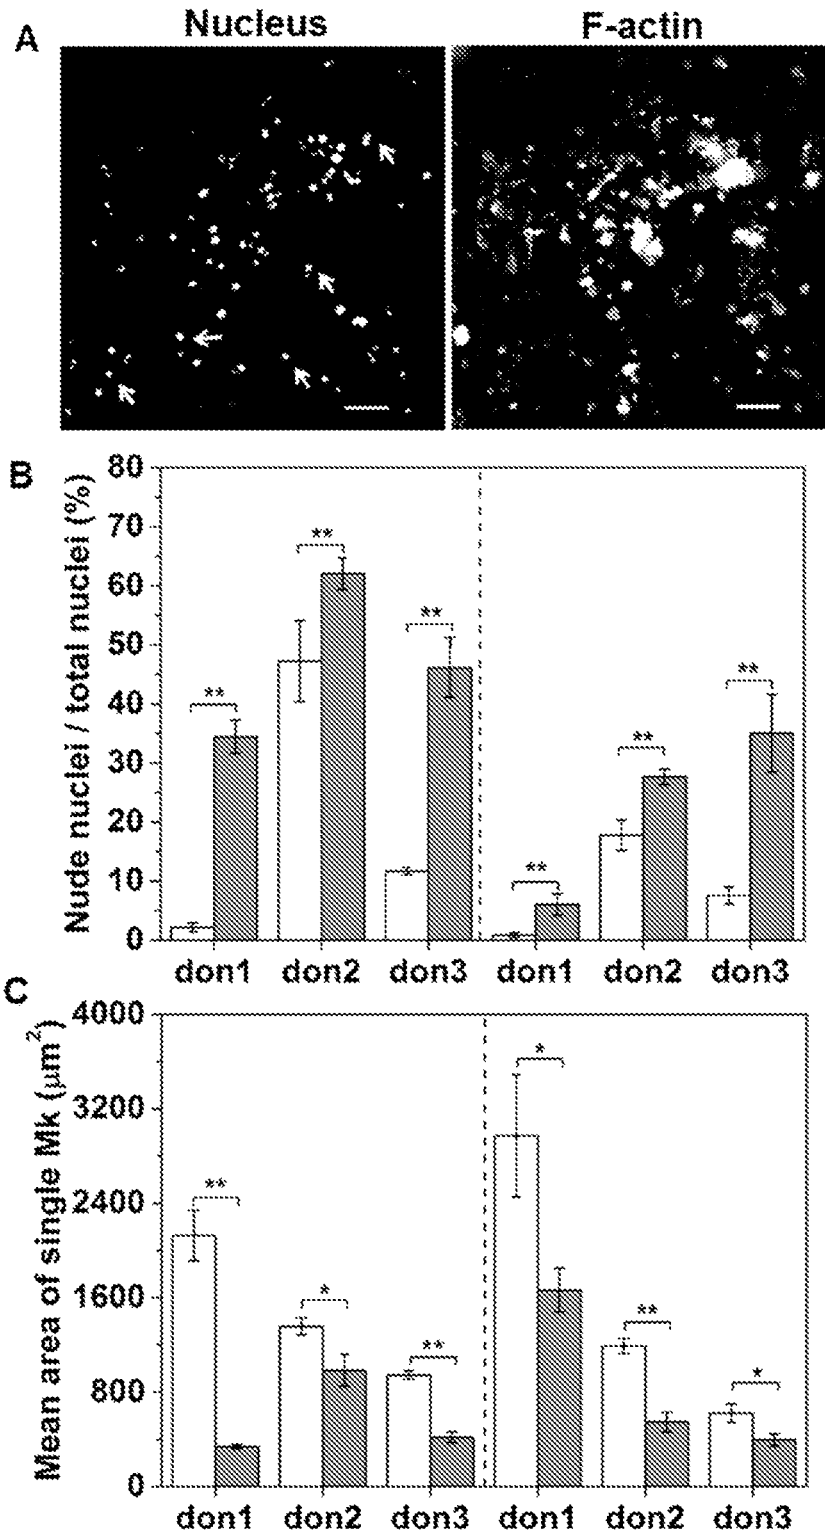 A
Nucleus
F-actin
B
Nude nuclei / total nuclei (%)
80
70
60
50
40
30
20
10
0
**
**
**
**
**
**
don1
don2
don3
don1
don2
don3
C
Mean area of single Mk (μm²)
4000
3200
2400
1600
800
0
**
*
**
*
**
*
don1
don2
don3
don1
don2
don3